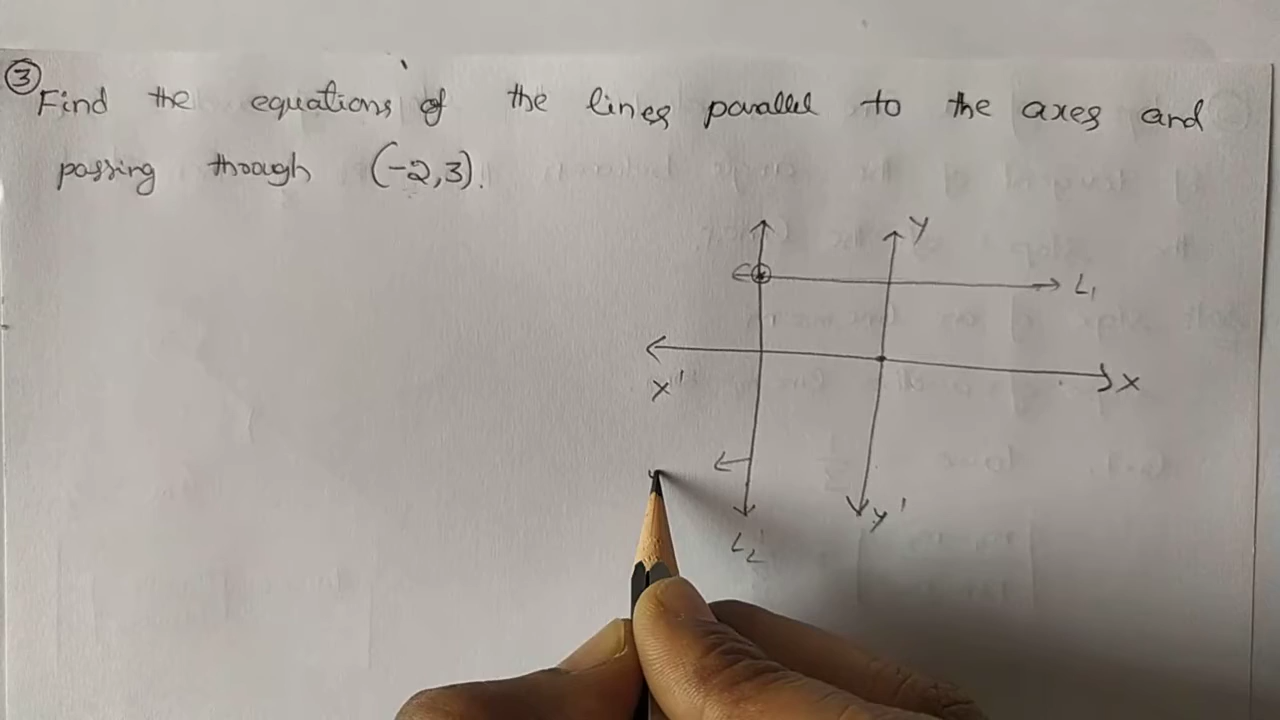 ③ Find the equations of the lines parallel to the axes and
passing through (-2,3).
Y
L₁
X'
X
Y'
L₂